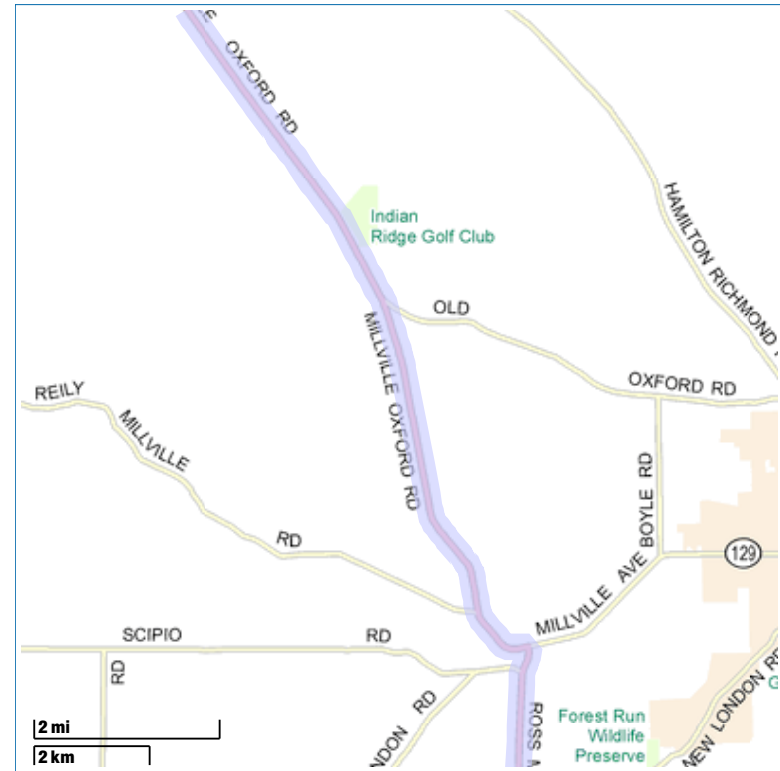 OXFORD RD
Indian
Ridge Golf Club
HAMILTON RICHMOND
OLD
OXFORD RD
MILLVILLE OXFORD RD
REILY
MILLVILLE
RD
BOYLE RD
129
MILLVILLE AVE
SCIPIO RD
RD
RD
ROSS
NEW LONDON RD
Forest Run
Wildlife
Preserve
2 mi
2 km